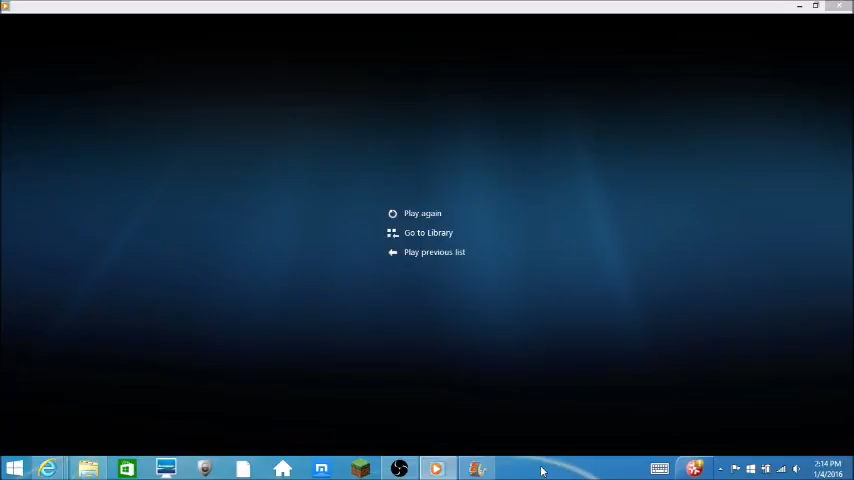 Play again
Go to Library
Play previous list
2:14 PM
1/4/2016